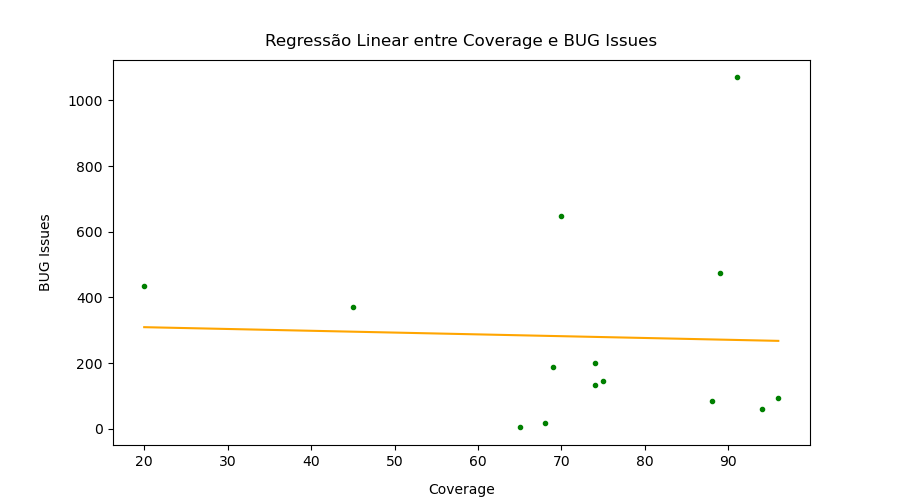 Regressão Linear entre Coverage e BUG Issues
BUG Issues
1000
800
600
400
200
0
20 30 40 50 60 70 80 90
Coverage